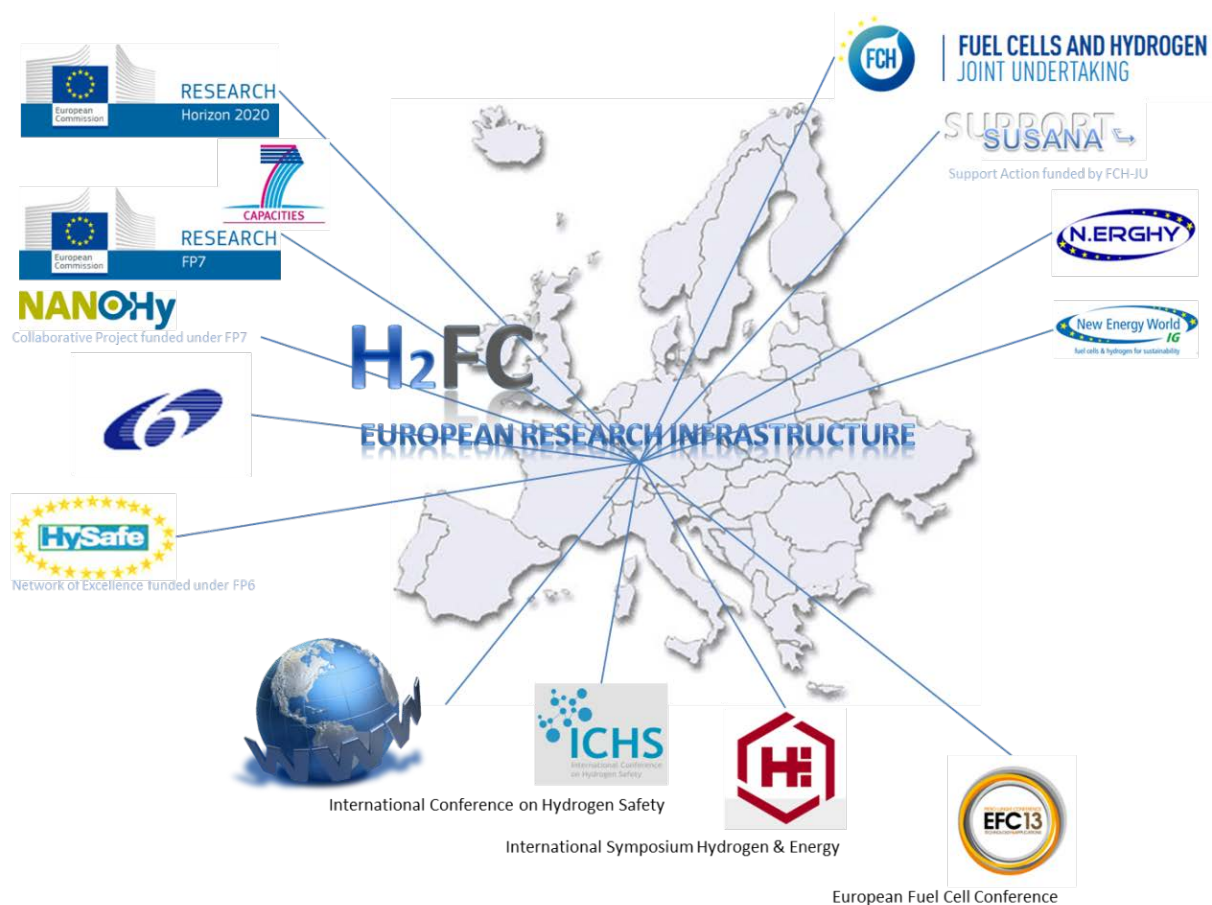 European
Commission
RESEARCH
Horizon 2020
7
CAPACITIES
European
Commission
RESEARCH
FP7
NANOHy
Collaborative Project funded under FP7
6
HySafe
Network of Excellence funded under FP6
FCH
FUEL CELLS AND HYDROGEN
JOINT UNDERTAKING
SUPPORT
SUSANA
Support Action funded by FCH-JU
N.ERGHY
New Energy World
IG
fuel cells & hydrogen for sustainability
H2FC
EUROPEAN RESEARCH INFRASTRUCTURE
WWW
ICHS
International Conference
on Hydrogen Safety
International Conference on Hydrogen Safety
H
International Symposium Hydrogen & Energy
EFC13
European Fuel Cell Conference